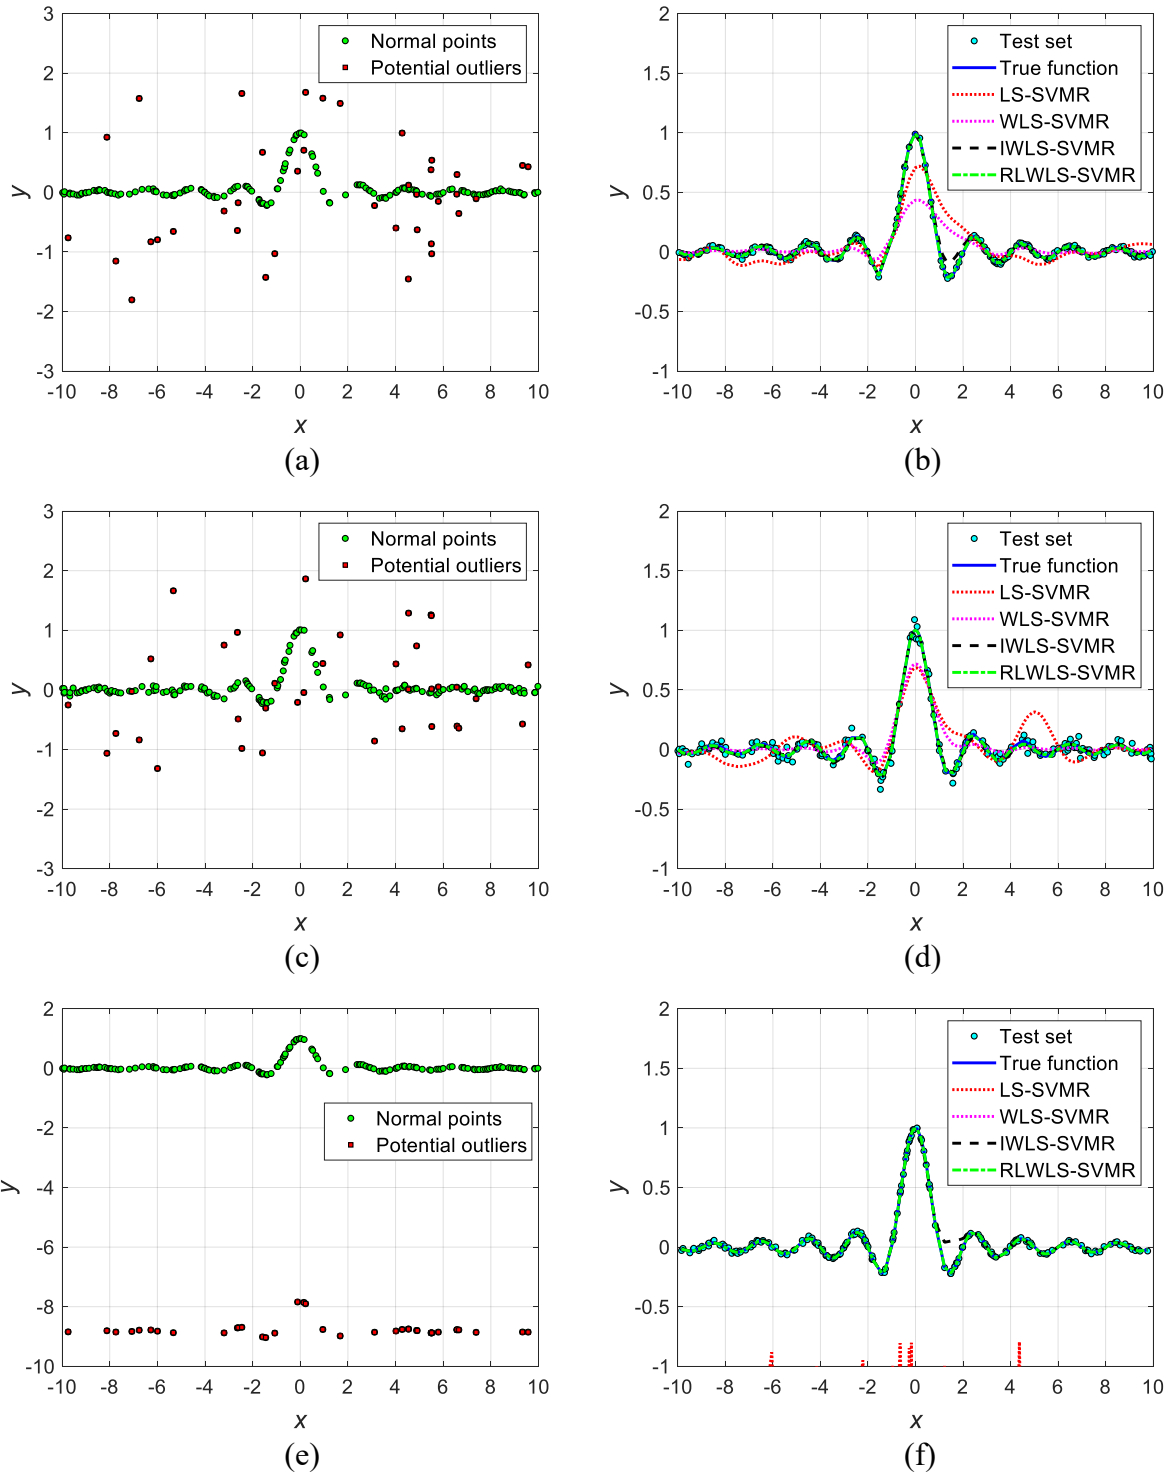 3
2
1
0
-1
-2
-3
y
Normal points
Potential outliers
-10 -8 -6 -4 -2 0 2 4 6 8 10
x
(a)
2
1.5
1
0.5
0
-0.5
-1
y
Test set
True function
LS-SVMR
WLS-SVMR
IWLS-SVMR
RLWLS-SVMR
-10 -8 -6 -4 -2 0 2 4 6 8 10
x
(b)
3
2
1
0
-1
-2
-3
y
Normal points
Potential outliers
-10 -8 -6 -4 -2 0 2 4 6 8 10
x
(c)
2
1.5
1
0.5
0
-0.5
-1
y
Test set
True function
LS-SVMR
WLS-SVMR
IWLS-SVMR
RLWLS-SVMR
-10 -8 -6 -4 -2 0 2 4 6 8 10
x
(d)
2
0
-2
-4
-6
-8
-10
y
Normal points
Potential outliers
-10 -8 -6 -4 -2 0 2 4 6 8 10
x
(e)
2
1.5
1
0.5
0
-0.5
-1
y
Test set
True function
LS-SVMR
WLS-SVMR
IWLS-SVMR
RLWLS-SVMR
-10 -8 -6 -4 -2 0 2 4 6 8 10
x
(f)